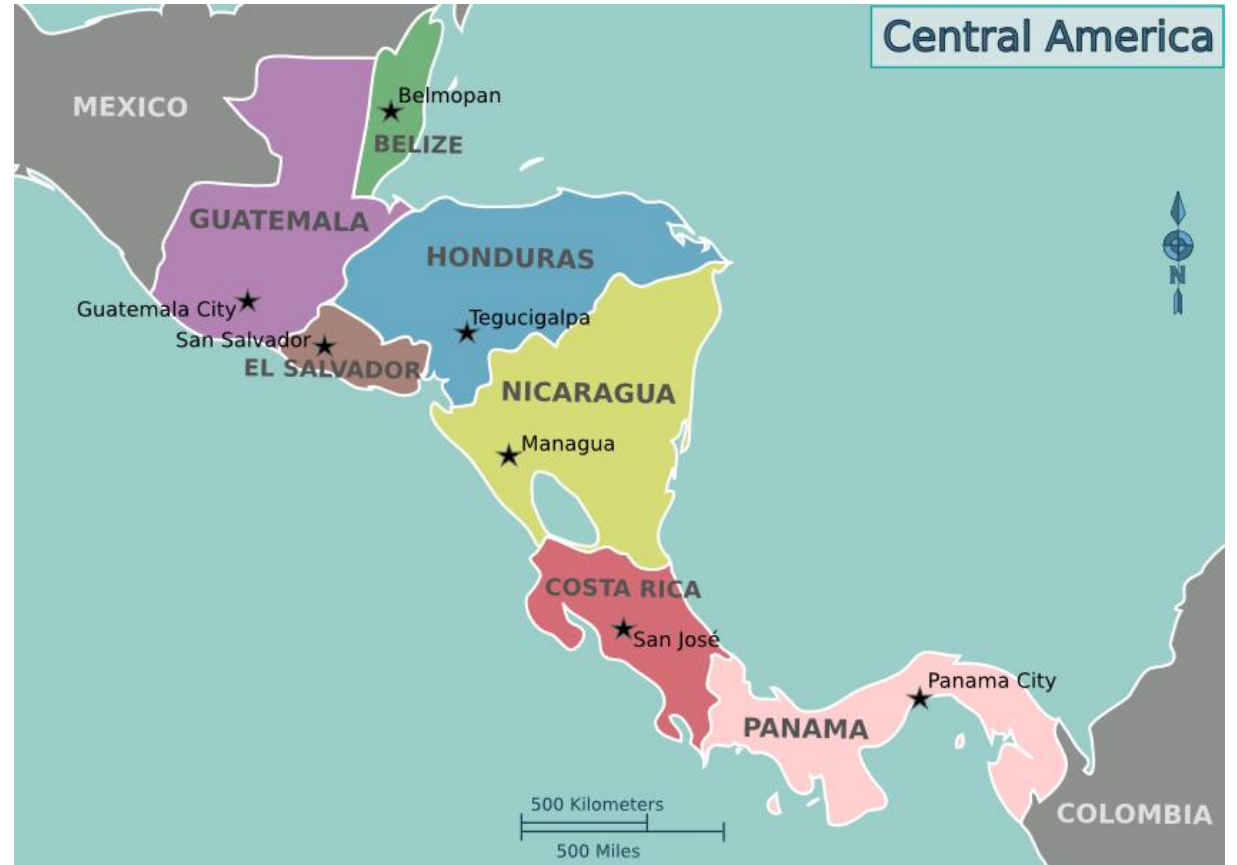 Central America
MEXICO
Belmopan
BELIZE
GUATEMALA
HONDURAS
N
Guatemala City
Tegucigalpa
San Salvador
EL SALVADOR
NICARAGUA
Managua
COSTA RICA
San José
Panama City
PANAMA
500 Kilometers
COLOMBIA
500 Miles